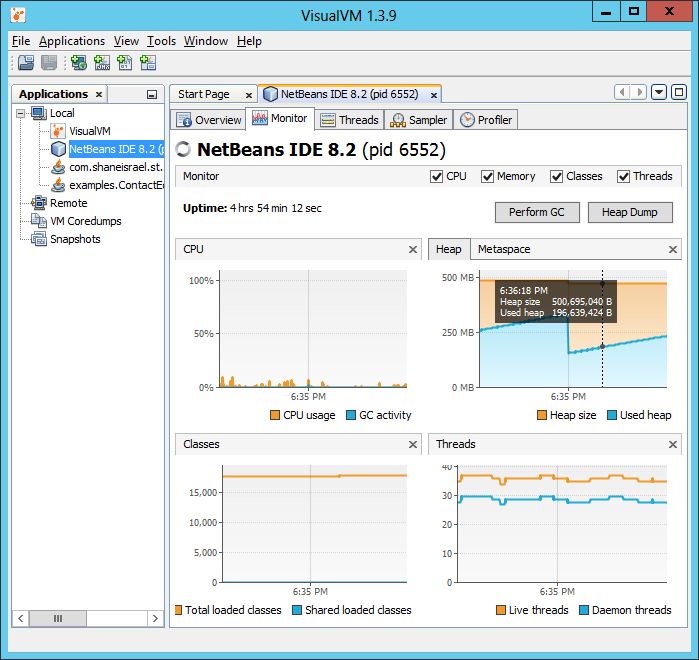 VisualVM 1.3.9
File Applications View Tools Window Help
Applications
Local
VisualVM
NetBeans IDE 8.2 (p
com.shaneisrael.st.
examples.ContactEd
Remote
VM Coredumps
Snapshots
Start Page
NetBeans IDE 8.2 (pid 6552)
Overview Monitor Threads Sampler Profiler
NetBeans IDE 8.2 (pid 6552)
Monitor CPU Memory Classes Threads
Uptime: 4 hrs 54 min 12 sec
Perform GC Heap Dump
CPU
100%
50%
0%
6:35 PM
CPU usage GC activity
Heap Metaspace
500 MB
250 MB
0 MB
6:36:18 PM
Heap size 500,695,040 B
Used heap 196,639,424 B
6:35 PM
Heap size Used heap
Classes
15,000
10,000
5,000
0
6:35 PM
Total loaded classes Shared loaded classes
Threads
40
30
20
10
0
6:35 PM
Live threads Daemon threads